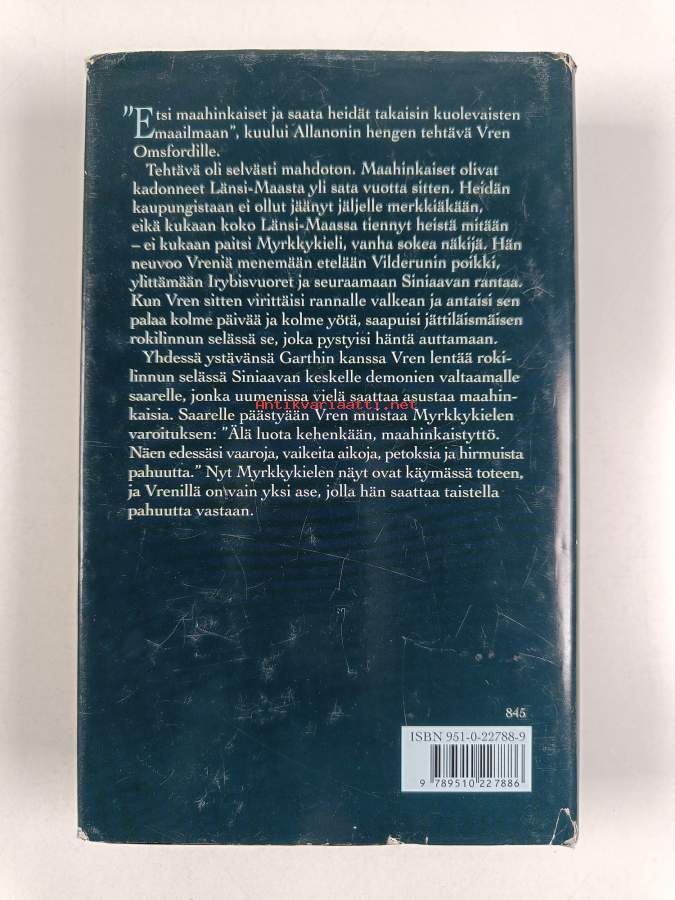 "Etsi maahinkaiset ja saata heidät takaisin kuolevaisten
maailmaan", kuului Allanonin hengen tehtävä Vren
Omsfordille.
Tehtävä oli selvästi mahdoton. Maahinkaiset olivat
kadonneet Länsi-Maasta yli sata vuotta sitten. Heidän
kaupungistaan ei ollut jäänyt jäljelle merkkiäkään,
eikä kukaan koko Länsi-Maassa tiennyt heistä mitään
– ei kukaan paitsi Myrkkykieli, vanha sokea näkijä. Hän
neuvoo Vreniä menemään etelään Vilderunin poikki,
ylittämään Irybisvuoret ja seuraamaan Siniaavan rantaa.
Kun Vren sitten virittäisi rannalle valkean ja antaisi sen
palaa kolme päivää ja kolme yötä, saapuisi jättiläismäisen
rokilinnun selässä se, joka pystyisi häntä auttamaan.
Yhdessä ystävänsä Garthin kanssa Vren lentää roki-
linnun selässä Siniaavan keskelle demonien valtaamalle
saarelle, jonka uumenissa vielä saattaa asustaa maahin-
kaisia. Saarelle päästyään Vren muistaa Myrkkykielen
varoituksen: "Älä luota kehenkään, maahinkaistyttö.
Näen edessäsi vaaroja, vaikeita aikoja, petoksia ja hirmuista
pahuutta." Nyt Myrkkykielen näyt ovat käymässä toteen,
ja Vrenillä on vain yksi ase, jolla hän saattaa taistella
pahuutta vastaan.
Antikvariaatti.net
845
ISBN 951-0-22788-9
9 789510 227886